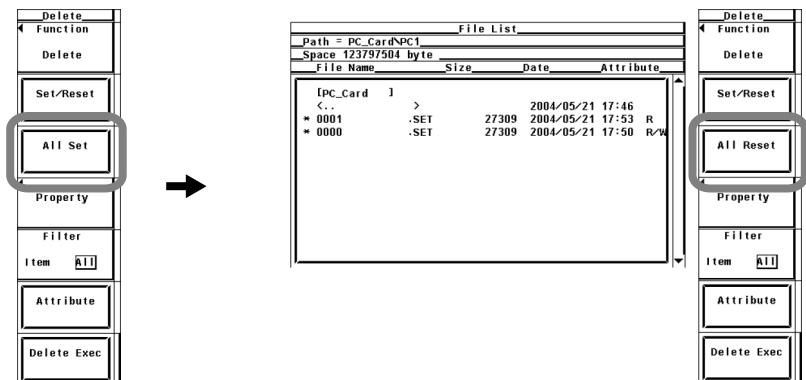 Delete
Function
Delete
Set/Reset
All Set
Property
Filter
Item All
Attribute
Delete Exec
File List
Path = PC_Card\PC1
Space 123797504 byte
File Name Size Date Attribute
[PC_Card ]
<.. > 2004/05/21 17:46
* 0001 .SET 27309 2004/05/21 17:53 R
* 0000 .SET 27309 2004/05/21 17:50 R/W
Delete
Function
Delete
Set/Reset
All Reset
Property
Filter
Item All
Attribute
Delete Exec